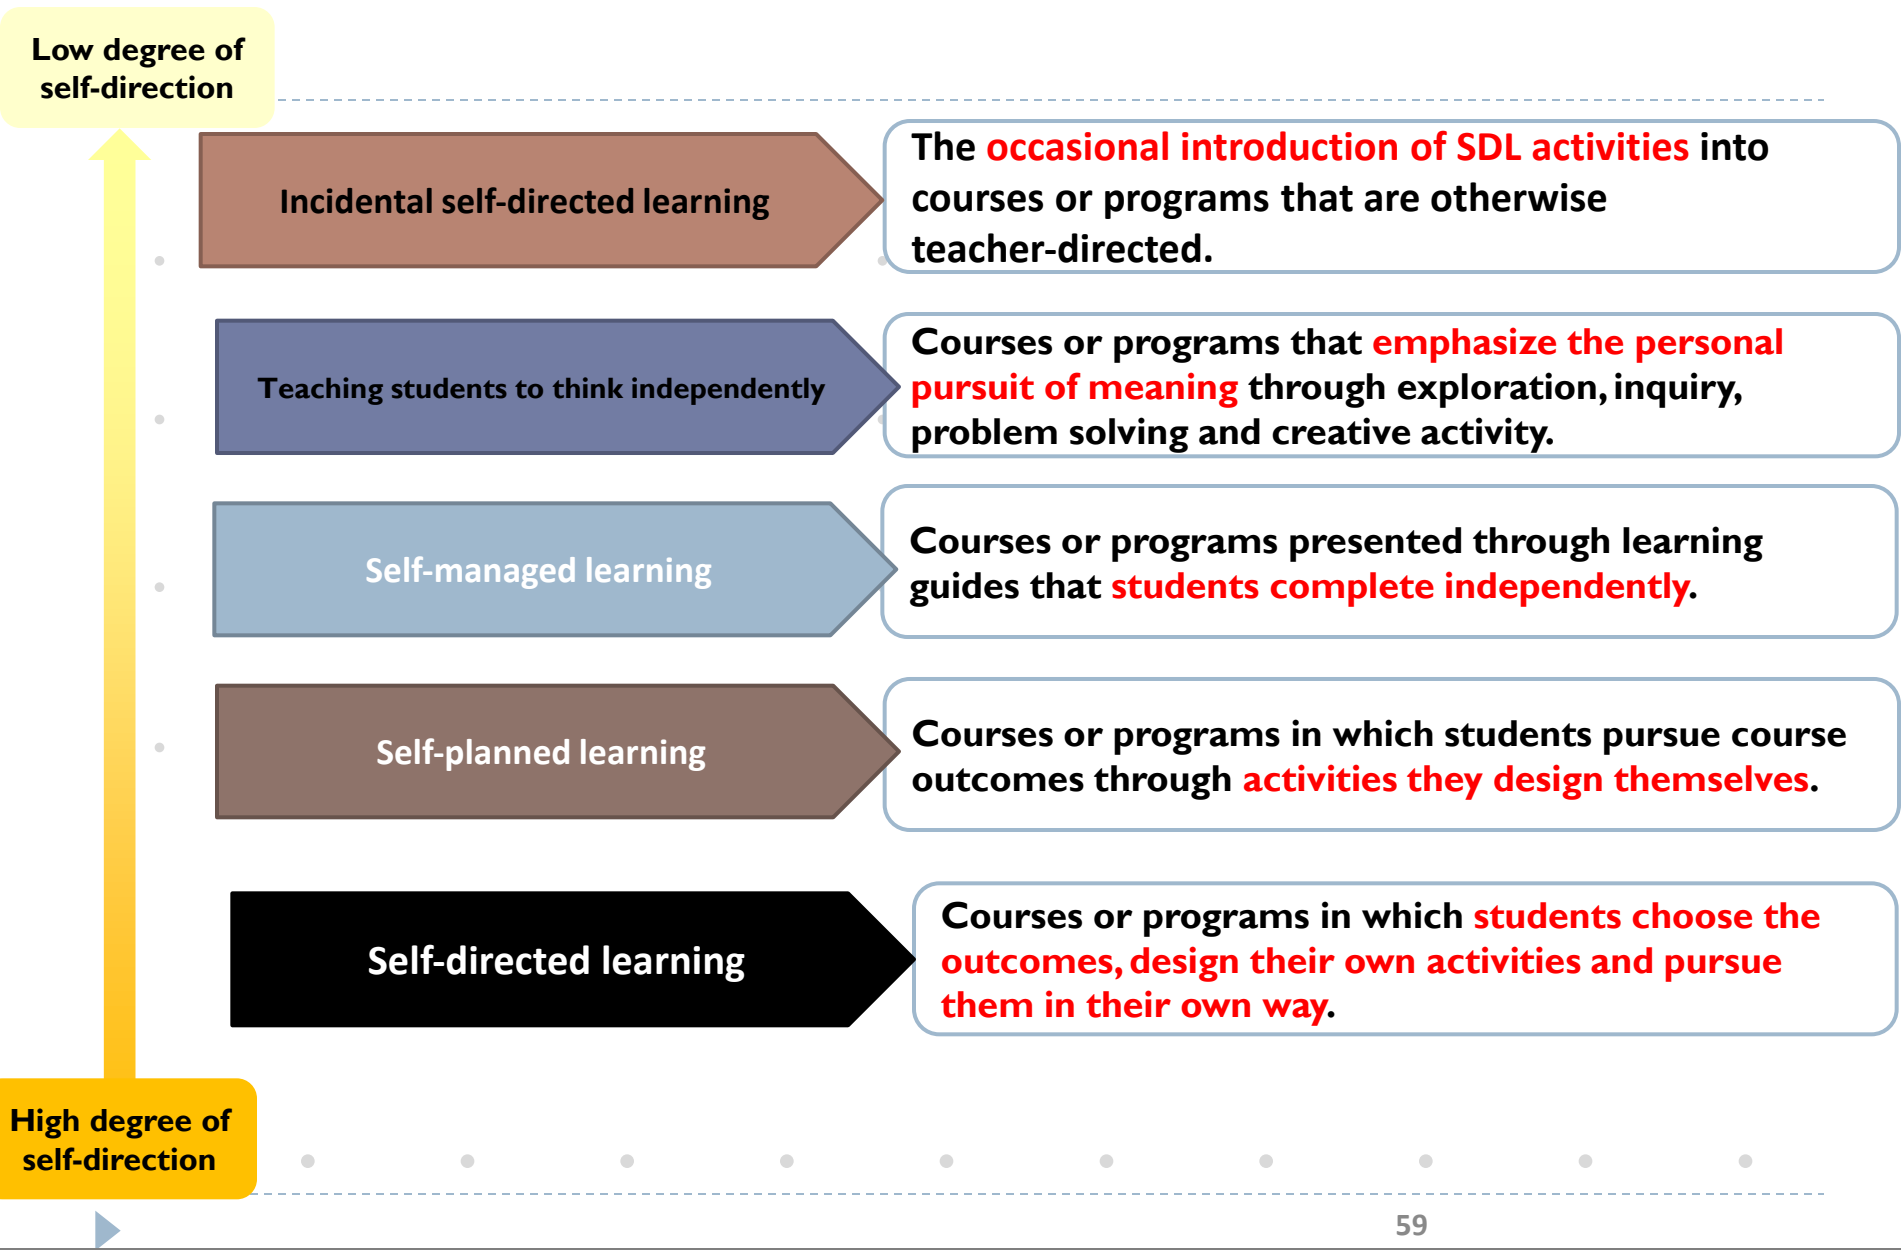 Low degree of
self-direction
Incidental self-directed learning
The occasional introduction of SDL activities into
courses or programs that are otherwise
teacher-directed.
Teaching students to think independently
Courses or programs that emphasize the personal
pursuit of meaning through exploration, inquiry,
problem solving and creative activity.
Self-managed learning
Courses or programs presented through learning
guides that students complete independently.
Self-planned learning
Courses or programs in which students pursue course
outcomes through activities they design themselves.
Self-directed learning
Courses or programs in which students choose the
outcomes, design their own activities and pursue
them in their own way.
High degree of
self-direction
59